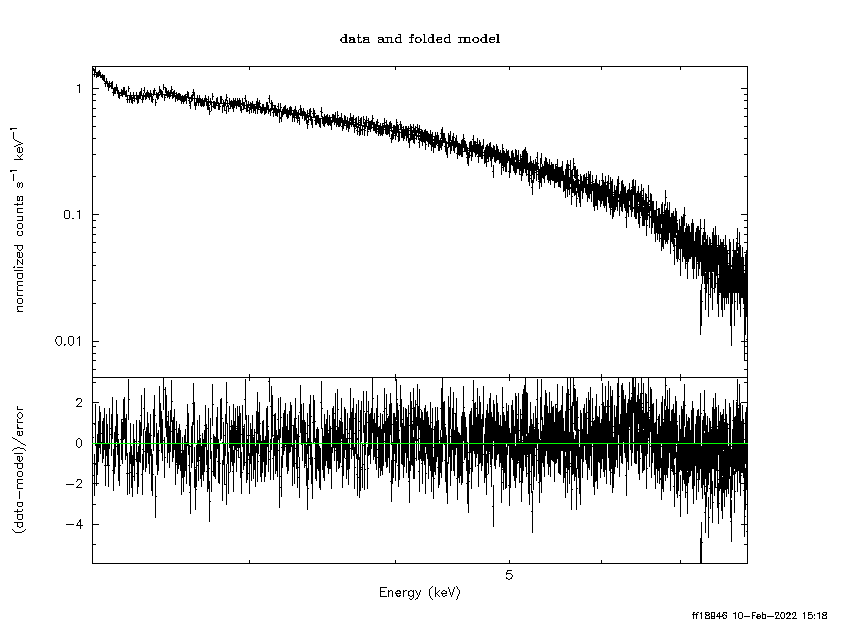 data and folded model
1
0.1
0.01
normalized counts s⁻¹ keV⁻¹
2
0
−2
−4
(data−model)/error
5
Energy (keV)
ff18946 10−Feb−2022 15:18